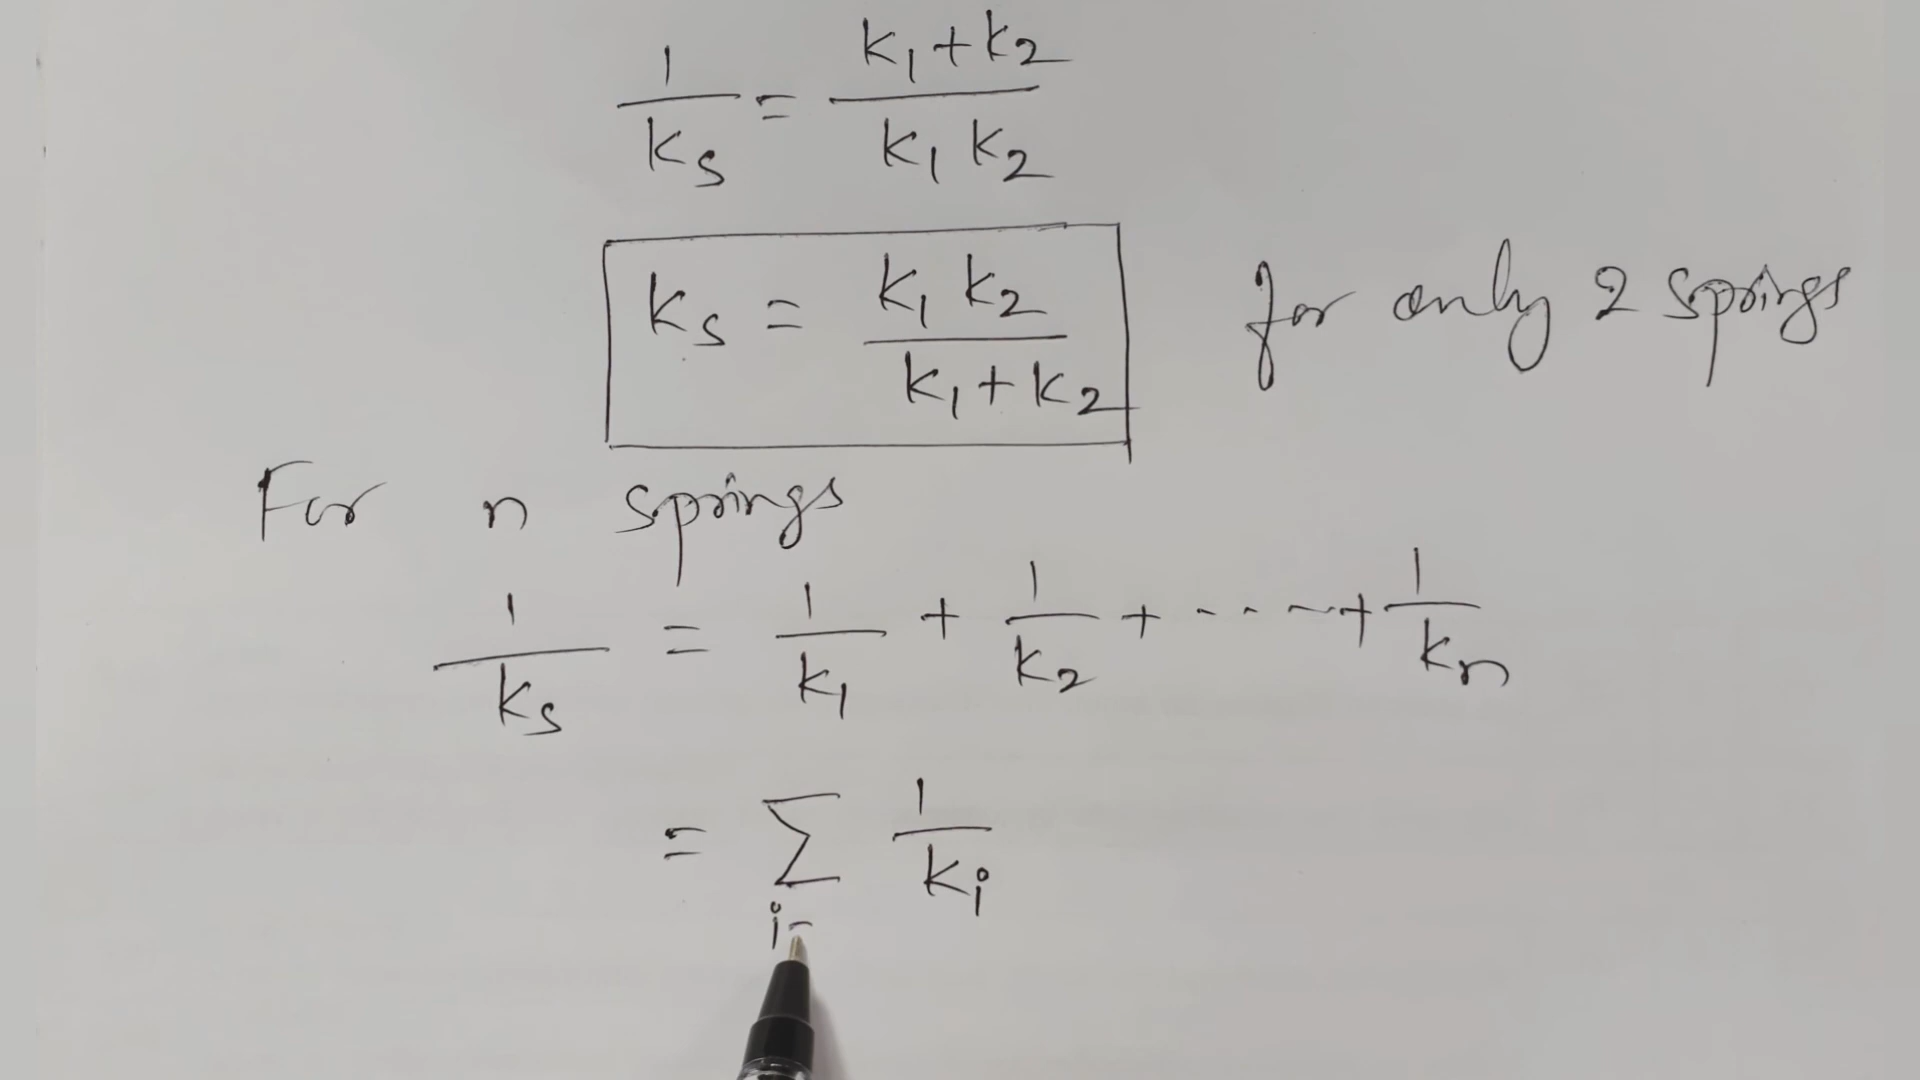 1/ks = k1+k2/k1 k2
ks = k1 k2/k1+k2 for only 2 springs
For n springs
1/ks = 1/k1 + 1/k2 + ---- + 1/kn
= Σ 1/ki
i-